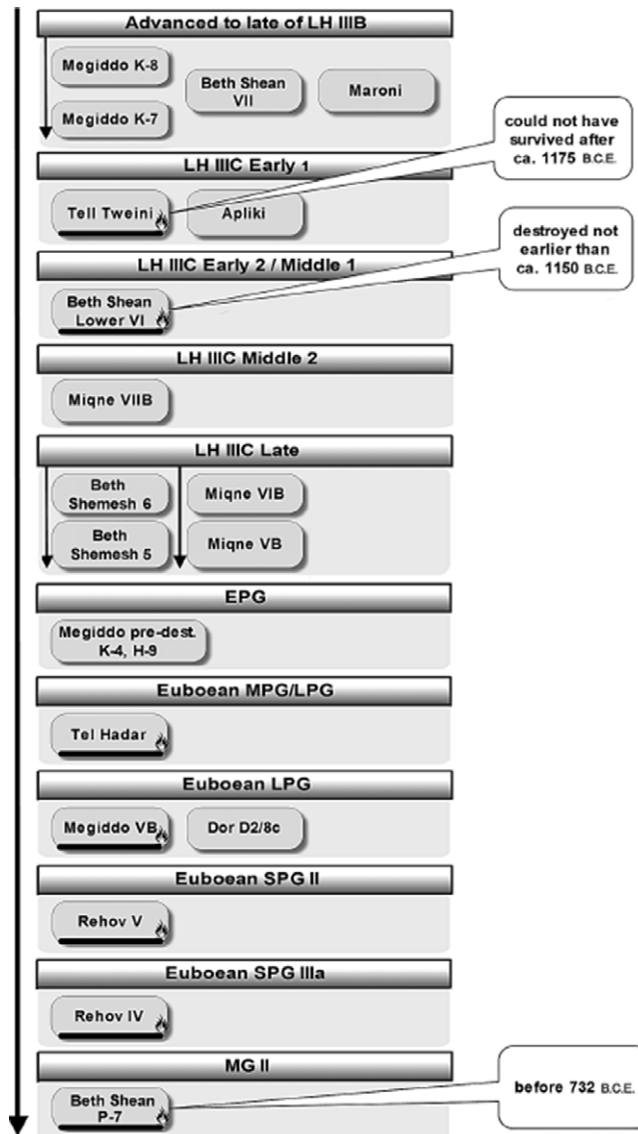 Advanced to late of LH IIIB
Megiddo K-8
Megiddo K-7
Beth Shean
VII
Maroni
could not have
survived after
ca. 1175 B.C.E.
LH IIIC Early 1
Tell Tweini
Apliki
destroyed not
earlier than
ca. 1150 B.C.E.
LH IIIC Early 2 / Middle 1
Beth Shean
Lower VI
LH IIIC Middle 2
Miqne VIIB
LH IIIC Late
Beth
Shemesh 6
Miqne VIB
Beth
Shemesh 5
Miqne VB
EPG
Megiddo pre-dest.
K-4, H-9
Euboean MPG/LPG
Tel Hadar
Euboean LPG
Megiddo VB
Dor D2/8c
Euboean SPG II
Rehov V
Euboean SPG IIIa
Rehov IV
MG II
Beth Shean
P-7
before 732 B.C.E.